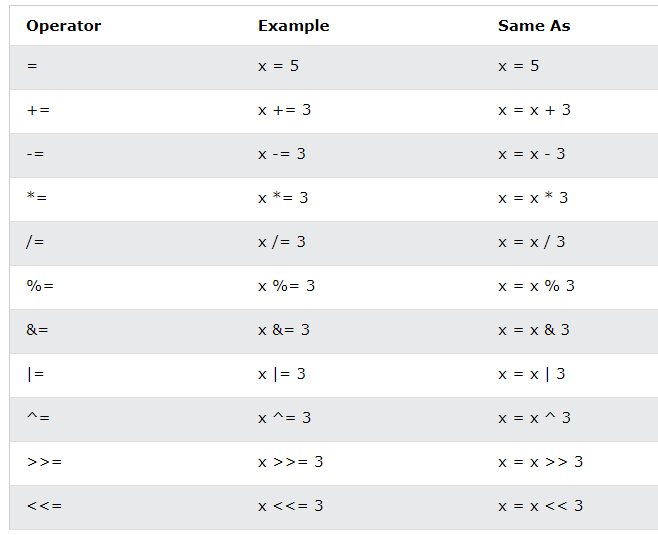 Operator Example Same As
= x = 5 x = 5
+= x += 3 x = x + 3
-= x -= 3 x = x - 3
*= x *= 3 x = x * 3
/= x /= 3 x = x / 3
%= x %= 3 x = x % 3
&= x &= 3 x = x & 3
|= x |= 3 x = x | 3
^= x ^= 3 x = x ^ 3
>>= x >>= 3 x = x >> 3
<<= x <<= 3 x = x << 3